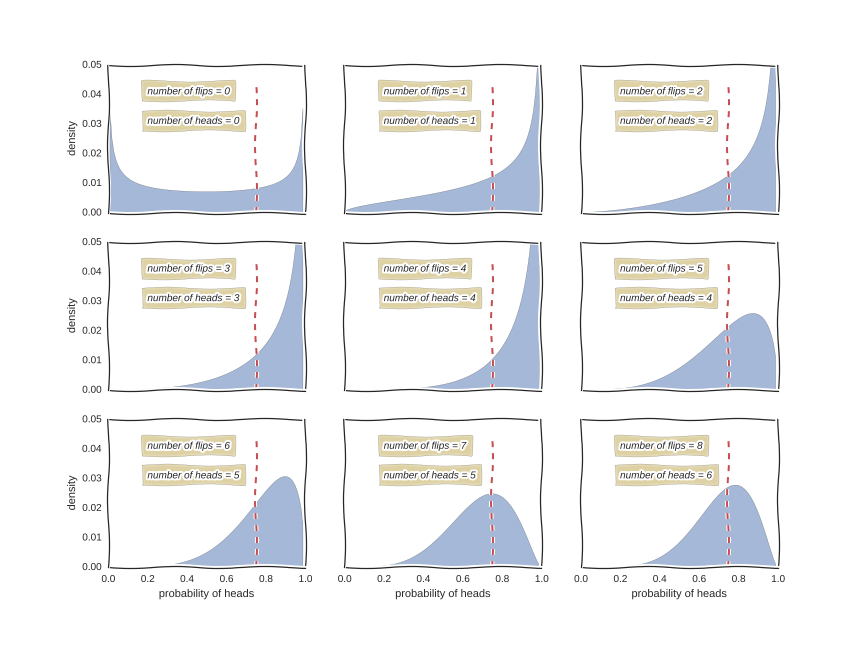 0.05
number of flips = 0
number of flips = 1
number of flips = 2
0.04
number of heads = 0
number of heads = 1
number of heads = 2
0.03
density
0.02
0.01
0.00
0.05
number of flips = 3
number of flips = 4
number of flips = 5
0.04
number of heads = 3
number of heads = 4
number of heads = 4
0.03
density
0.02
0.01
0.00
0.05
number of flips = 6
number of flips = 7
number of flips = 8
0.04
number of heads = 5
number of heads = 5
number of heads = 6
0.03
density
0.02
0.01
0.00
0.0 0.2 0.4 0.6 0.8 1.0
0.0 0.2 0.4 0.6 0.8 1.0
0.0 0.2 0.4 0.6 0.8 1.0
probability of heads
probability of heads
probability of heads